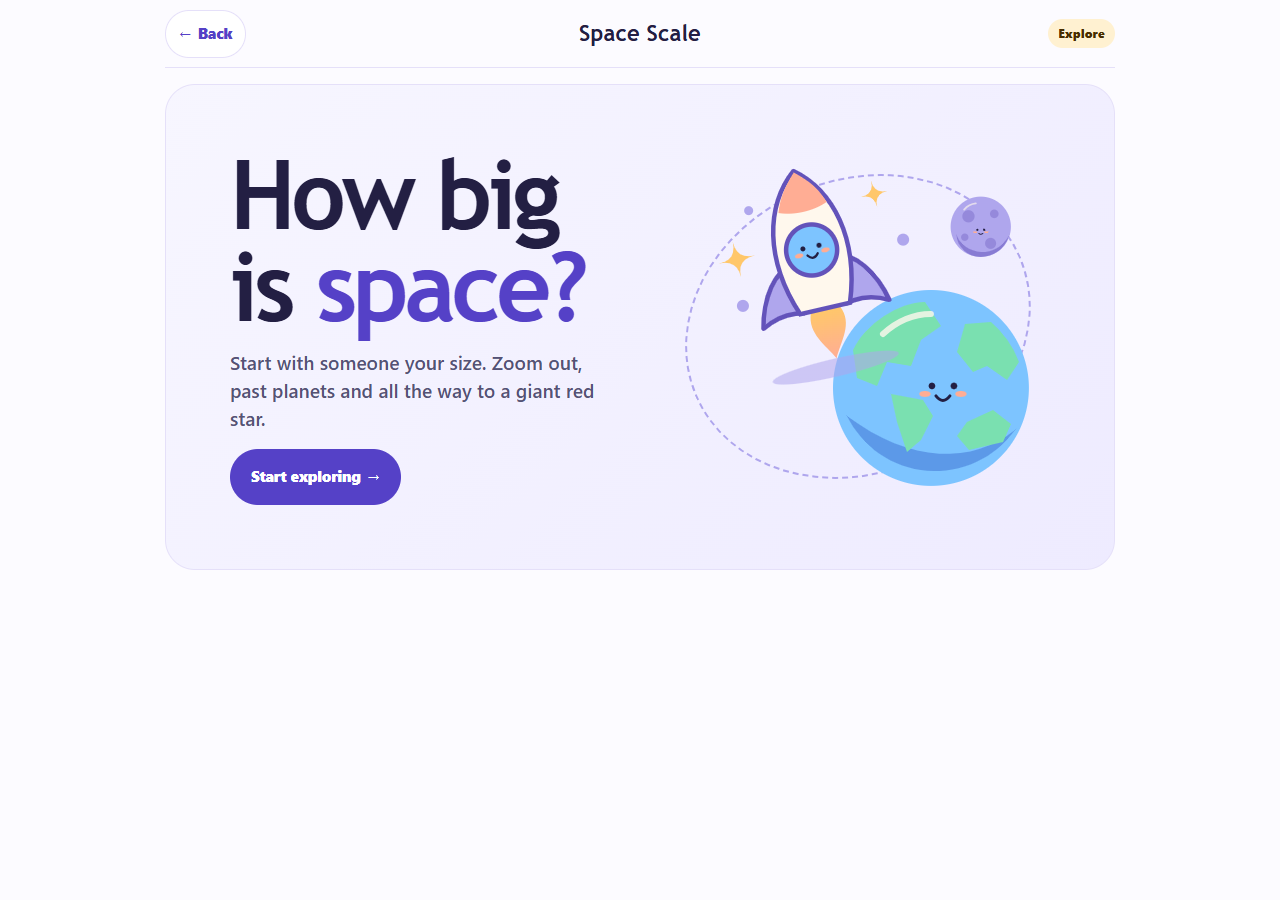 ← Back
Space Scale
Explore
How big
is space?
Start with someone your size. Zoom out,
past planets and all the way to a giant red
star.
Start exploring →